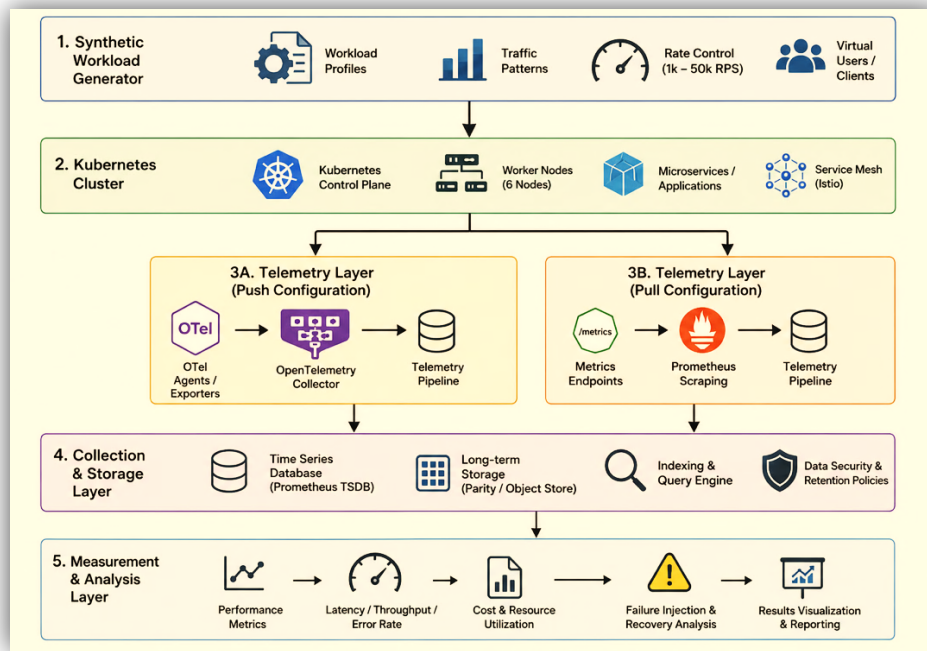 1. Synthetic
Workload
Generator
Workload
Profiles
Traffic
Patterns
Rate Control
(1k – 50k RPS)
Virtual
Users /
Clients
2. Kubernetes
Cluster
Kubernetes
Control Plane
Worker Nodes
(6 Nodes)
Microservices /
Applications
Service Mesh
(Istio)
3A. Telemetry Layer
(Push Configuration)
OTel
OTel
Agents /
Exporters
OpenTelemetry
Collector
Telemetry
Pipeline
3B. Telemetry Layer
(Pull Configuration)
/metrics
Metrics
Endpoints
Prometheus
Scraping
Telemetry
Pipeline
4. Collection
& Storage
Layer
Time Series
Database
(Prometheus TSDB)
Long-term
Storage
(Parity / Object Store)
Indexing &
Query Engine
Data Security &
Retention Policies
5. Measurement
& Analysis
Layer
Performance
Metrics
Latency / Throughput /
Error Rate
Cost & Resource
Utilization
Failure Injection &
Recovery Analysis
Results Visualization
& Reporting